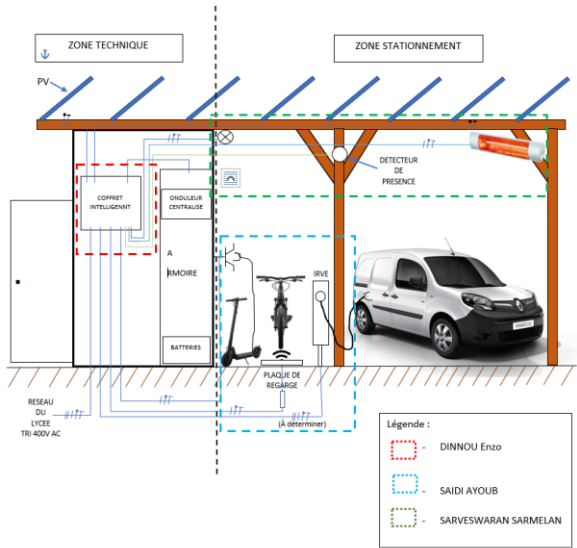 ZONE TECHNIQUE
ZONE STATIONNEMENT
PV
DETECTEUR
DE
PRESENCE
COFFRET
INTELLIGENNT
ONDULEUR
CENTRALISE
A
RMOIRE
IRVE
BATTERIES
PLAQUE DE
REGARGE
RESEAU
DU
LYCEE
TRI 400V AC
(À déterminer)
Légende :
- DINNOU Enzo
- SAIDI AYOUB
- SARVESWARAN SARMELAN